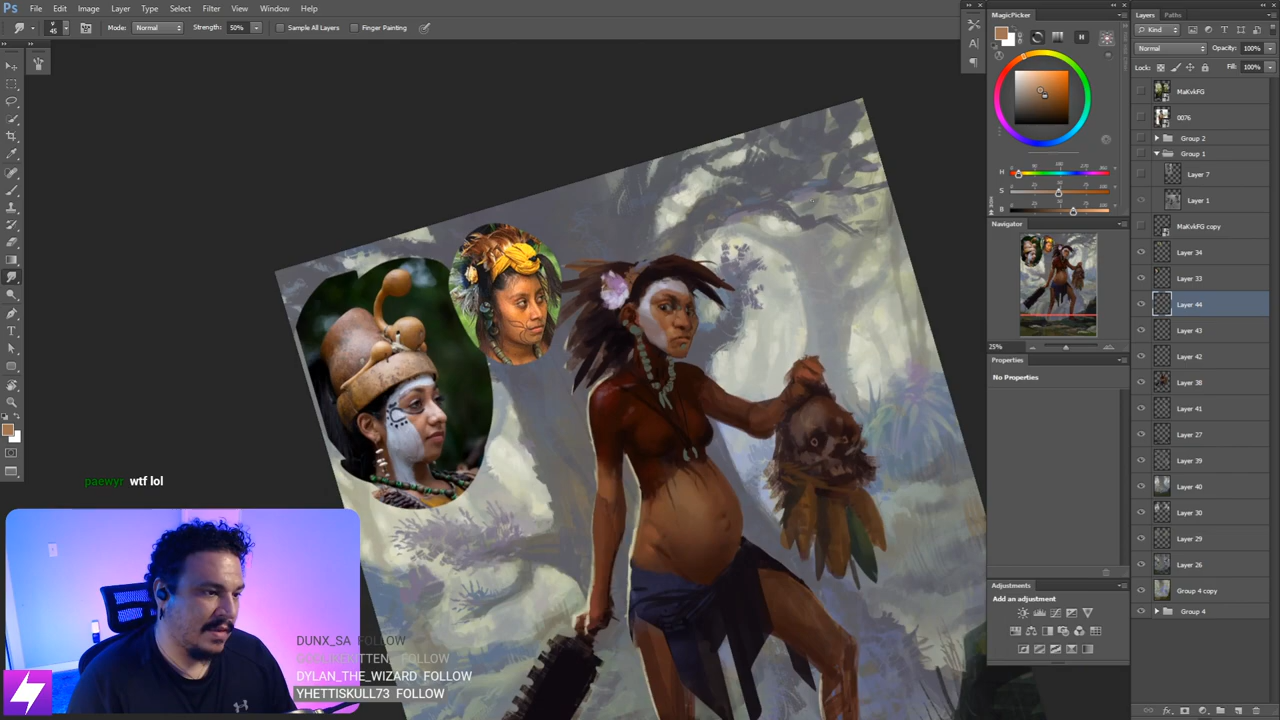 Ps File Edit Image Layer Type Select Filter View Window Help
45 Mode: Normal Strength: 50% Sample All Layers Finger Painting
MagicPicker
H
H
S
B
Navigator
25%
Properties
No Properties
Adjustments
Add an adjustment
Layers Paths
Kind
Normal Opacity: 100%
Lock: Fill: 100%
MaKvkFG
0076
Group 2
Group 1
Layer 7
Layer 1
MaKvkFG copy
Layer 34
Layer 33
Layer 44
Layer 43
Layer 42
Layer 38
Layer 41
Layer 27
Layer 39
Layer 40
Layer 30
Layer 29
Layer 26
Group 4 copy
Group 4
fx
paewyr wtf lol
DUNX_SA FOLLOW
FOLLOW
DYLAN_THE_WIZARD FOLLOW
YHETTISKULL73 FOLLOW